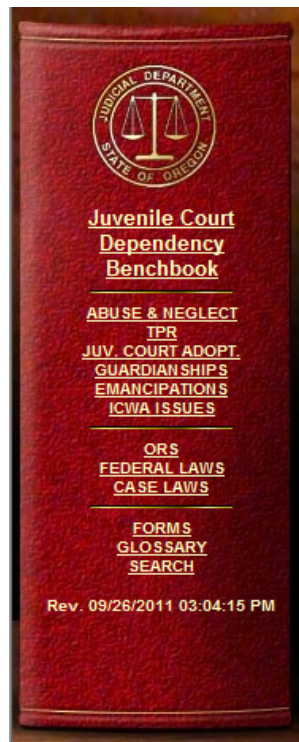 JUDICIAL DEPARTMENT
STATE OF OREGON
Juvenile Court
Dependency
Benchbook
ABUSE & NEGLECT
TPR
JUV. COURT ADOPT.
GUARDIANSHIPS
EMANCIPATIONS
ICWA ISSUES
ORS
FEDERAL LAWS
CASE LAWS
FORMS
GLOSSARY
SEARCH
Rev. 09/26/2011 03:04:15 PM